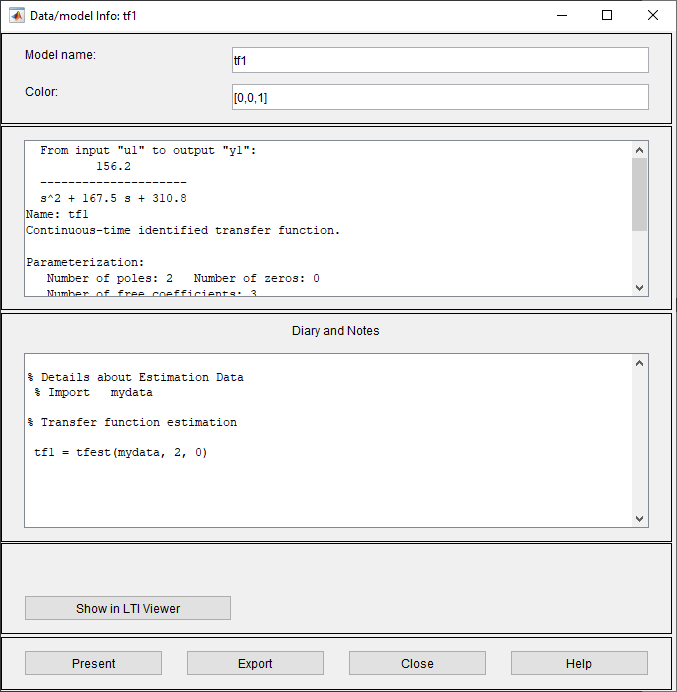 Data/model Info: tf1
Model name:
tf1
Color:
[0,0,1]
From input "u1" to output "y1":
156.2
---------------------
s^2 + 167.5 s + 310.8
Name: tf1
Continuous-time identified transfer function.
Parameterization:
Number of poles: 2   Number of zeros: 0
Number of free coefficients: 3
Diary and Notes
% Details about Estimation Data
% Import   mydata
% Transfer function estimation
tf1 = tfest(mydata, 2, 0)
Show in LTI Viewer
Present
Export
Close
Help